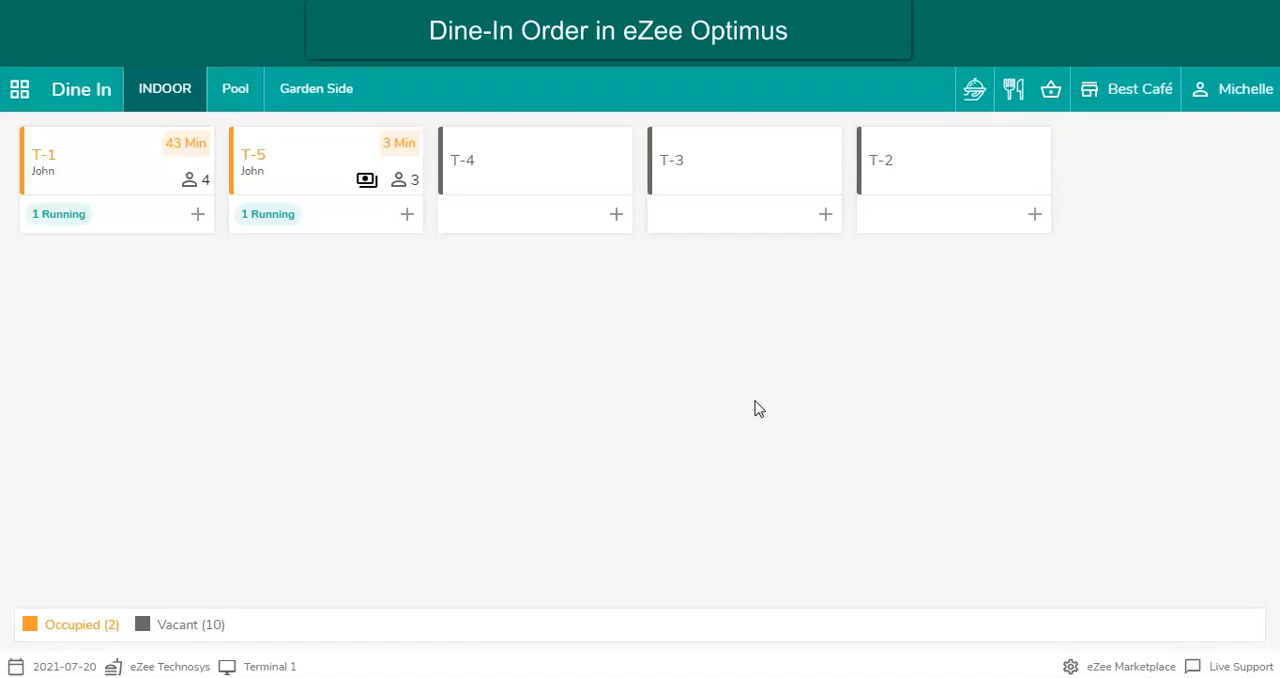 Dine-In Order in eZee Optimus
Dine In INDOOR Pool Garden Side Best Café Michelle
T-1 43 Min
John
4
1 Running
T-5 3 Min
John
3
1 Running
T-4
T-3
T-2
Occupied (2) Vacant (10)
2021-07-20 eZee Technosys Terminal 1 eZee Marketplace Live Support